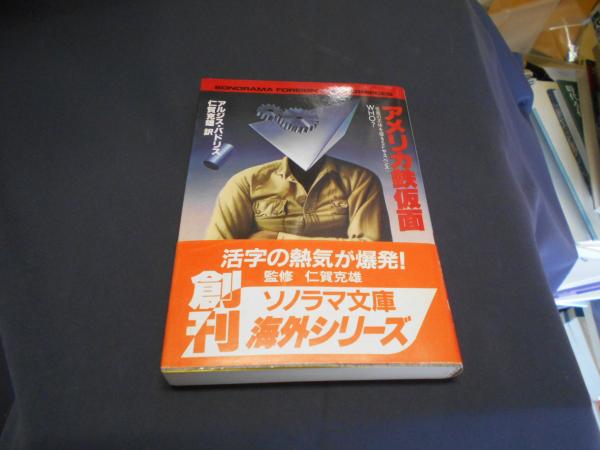 SONORAMA FOREIGN
アメリカ鉄仮面
WHO?
アルジス・バドリス
仁賀克雄 訳
活字の熱気が爆発!
監修 仁賀克雄
創刊
ソノラマ文庫
海外シリーズ